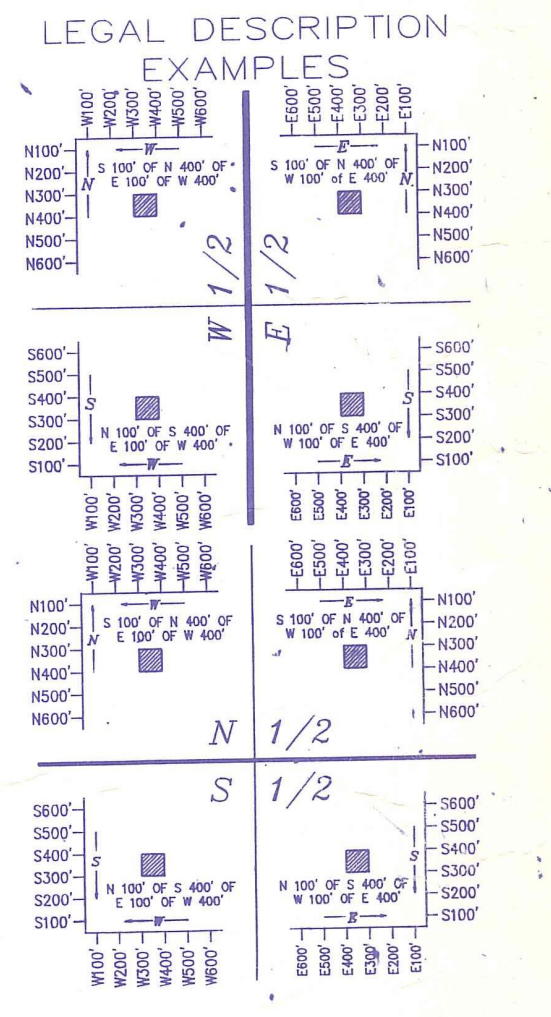 LEGAL DESCRIPTION
EXAMPLES
W100' W200' W300' W400' W500' W600'
N100'
N200'
N300'
N400'
N500'
N600'
W
N
S 100' OF N 400' OF
E 100' OF W 400'
E600' E500' E400' E300' E200' E100'
E
N
S 100' OF N 400' OF
W 100' of E 400'
N100'
N200'
N300'
N400'
N500'
N600'
W 1/2
E 1/2
S600'
S500'
S400'
S300'
S200'
S100'
S
N 100' OF S 400' OF
E 100' OF W 400'
W
W100' W200' W300' W400' W500' W600'
S600'
S500'
S400'
S300'
S200'
S100'
S
N 100' OF S 400' OF
W 100' OF E 400'
E
E600' E500' E400' E300' E200' E100'
W100' W200' W300' W400' W500' W600'
N100'
N200'
N300'
N400'
N500'
N600'
W
N
S 100' OF N 400' OF
E 100' OF W 400'
E600' E500' E400' E300' E200' E100'
E
N
S 100' OF N 400' OF
W 100' of E 400'
N100'
N200'
N300'
N400'
N500'
N600'
N 1/2
S 1/2
S600'
S500'
S400'
S300'
S200'
S100'
S
N 100' OF S 400' OF
E 100' OF W 400'
W
W100' W200' W300' W400' W500' W600'
S600'
S500'
S400'
S300'
S200'
S100'
S
N 100' OF S 400' OF
W 100' OF E 400'
E
E600' E500' E400' E300' E200' E100'